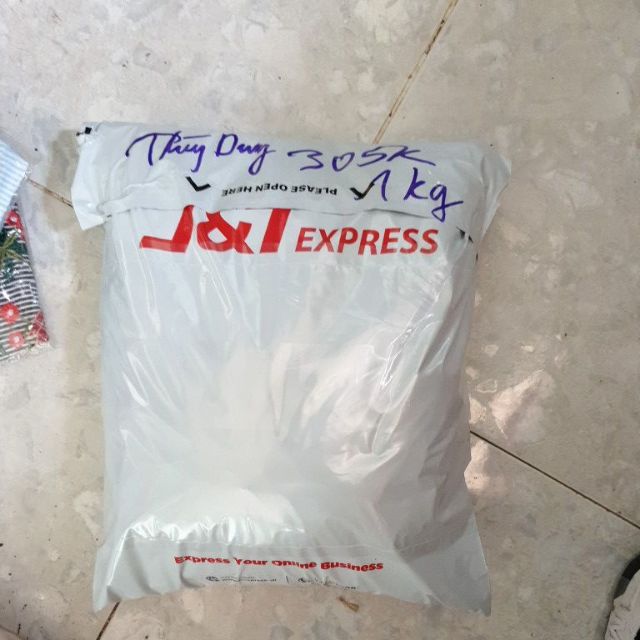 Thùy Dung 305K
PLEASE OPEN HERE
1 kg
J&T EXPRESS
Express Your Online Business